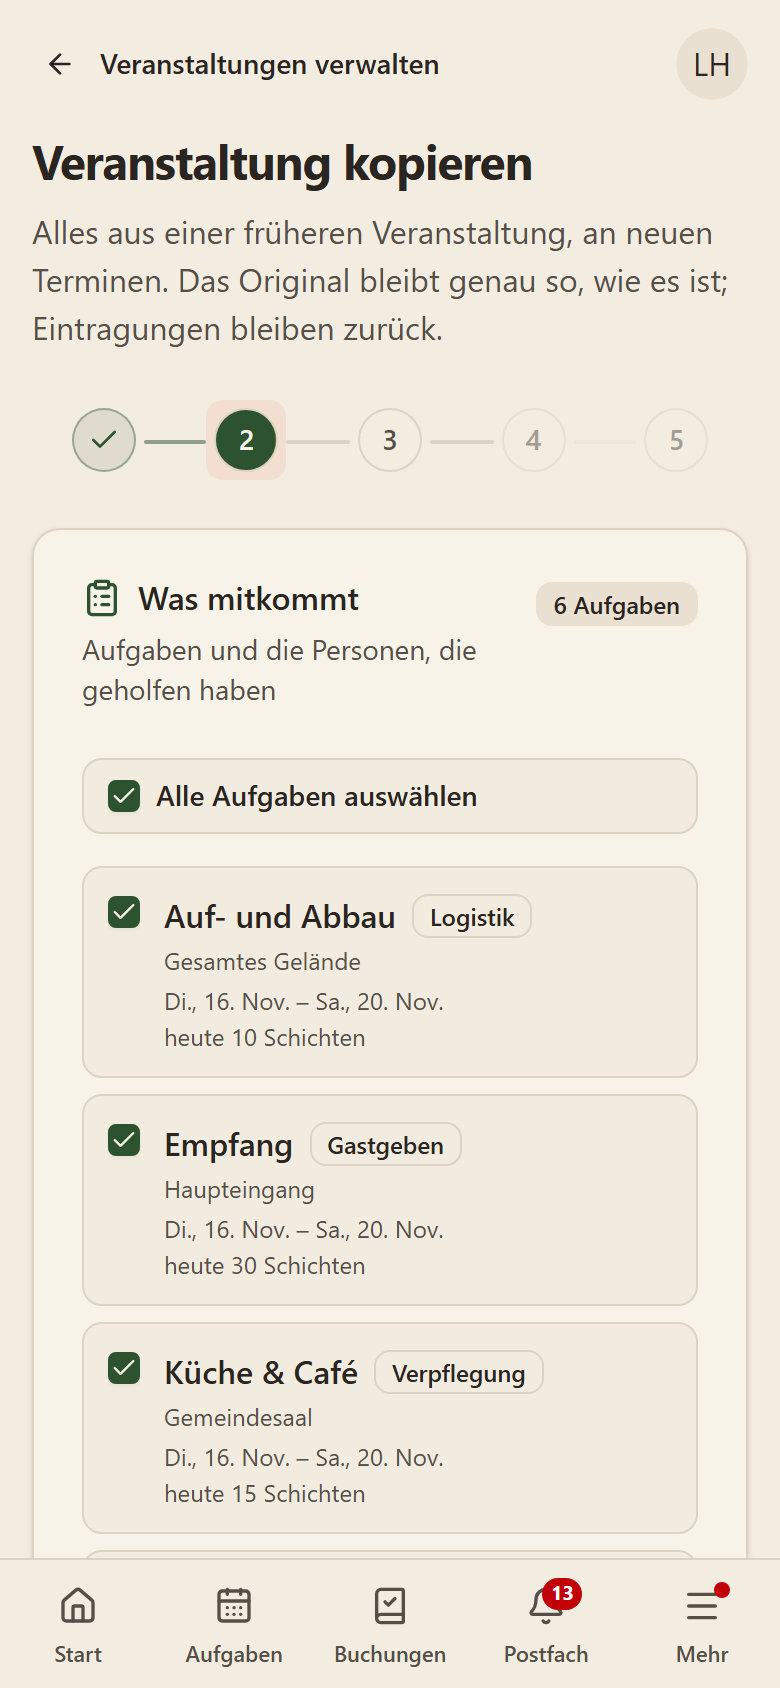 Veranstaltungen verwalten
LH
Veranstaltung kopieren
Alles aus einer früheren Veranstaltung, an neuen
Terminen. Das Original bleibt genau so, wie es ist;
Eintragungen bleiben zurück.
2
3
4
5
Was mitkommt
6 Aufgaben
Aufgaben und die Personen, die
geholfen haben
Alle Aufgaben auswählen
Auf- und Abbau
Logistik
Gesamtes Gelände
Di., 16. Nov. – Sa., 20. Nov.
heute 10 Schichten
Empfang
Gastgeben
Haupteingang
Di., 16. Nov. – Sa., 20. Nov.
heute 30 Schichten
Küche & Café
Verpflegung
Gemeindesaal
Di., 16. Nov. – Sa., 20. Nov.
heute 15 Schichten
13
Start
Aufgaben
Buchungen
Postfach
Mehr